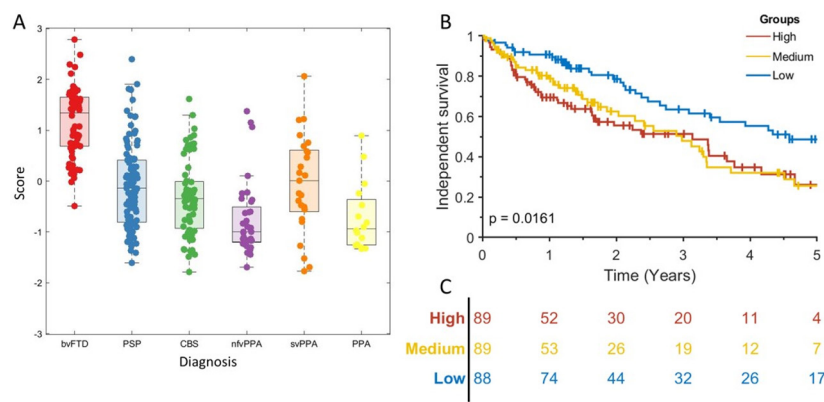 A
Score
3
2
1
0
-1
-2
-3
bvFTD PSP CBS nfvPPA svPPA PPA
Diagnosis
B
Groups
High
Medium
Low
Independent survival
1
0.8
0.6
0.4
0.2
0
p = 0.0161
0 1 2 3 4 5
Time (Years)
C
High 89 52 30 20 11 4
Medium 89 53 26 19 12 7
Low 88 74 44 32 26 17